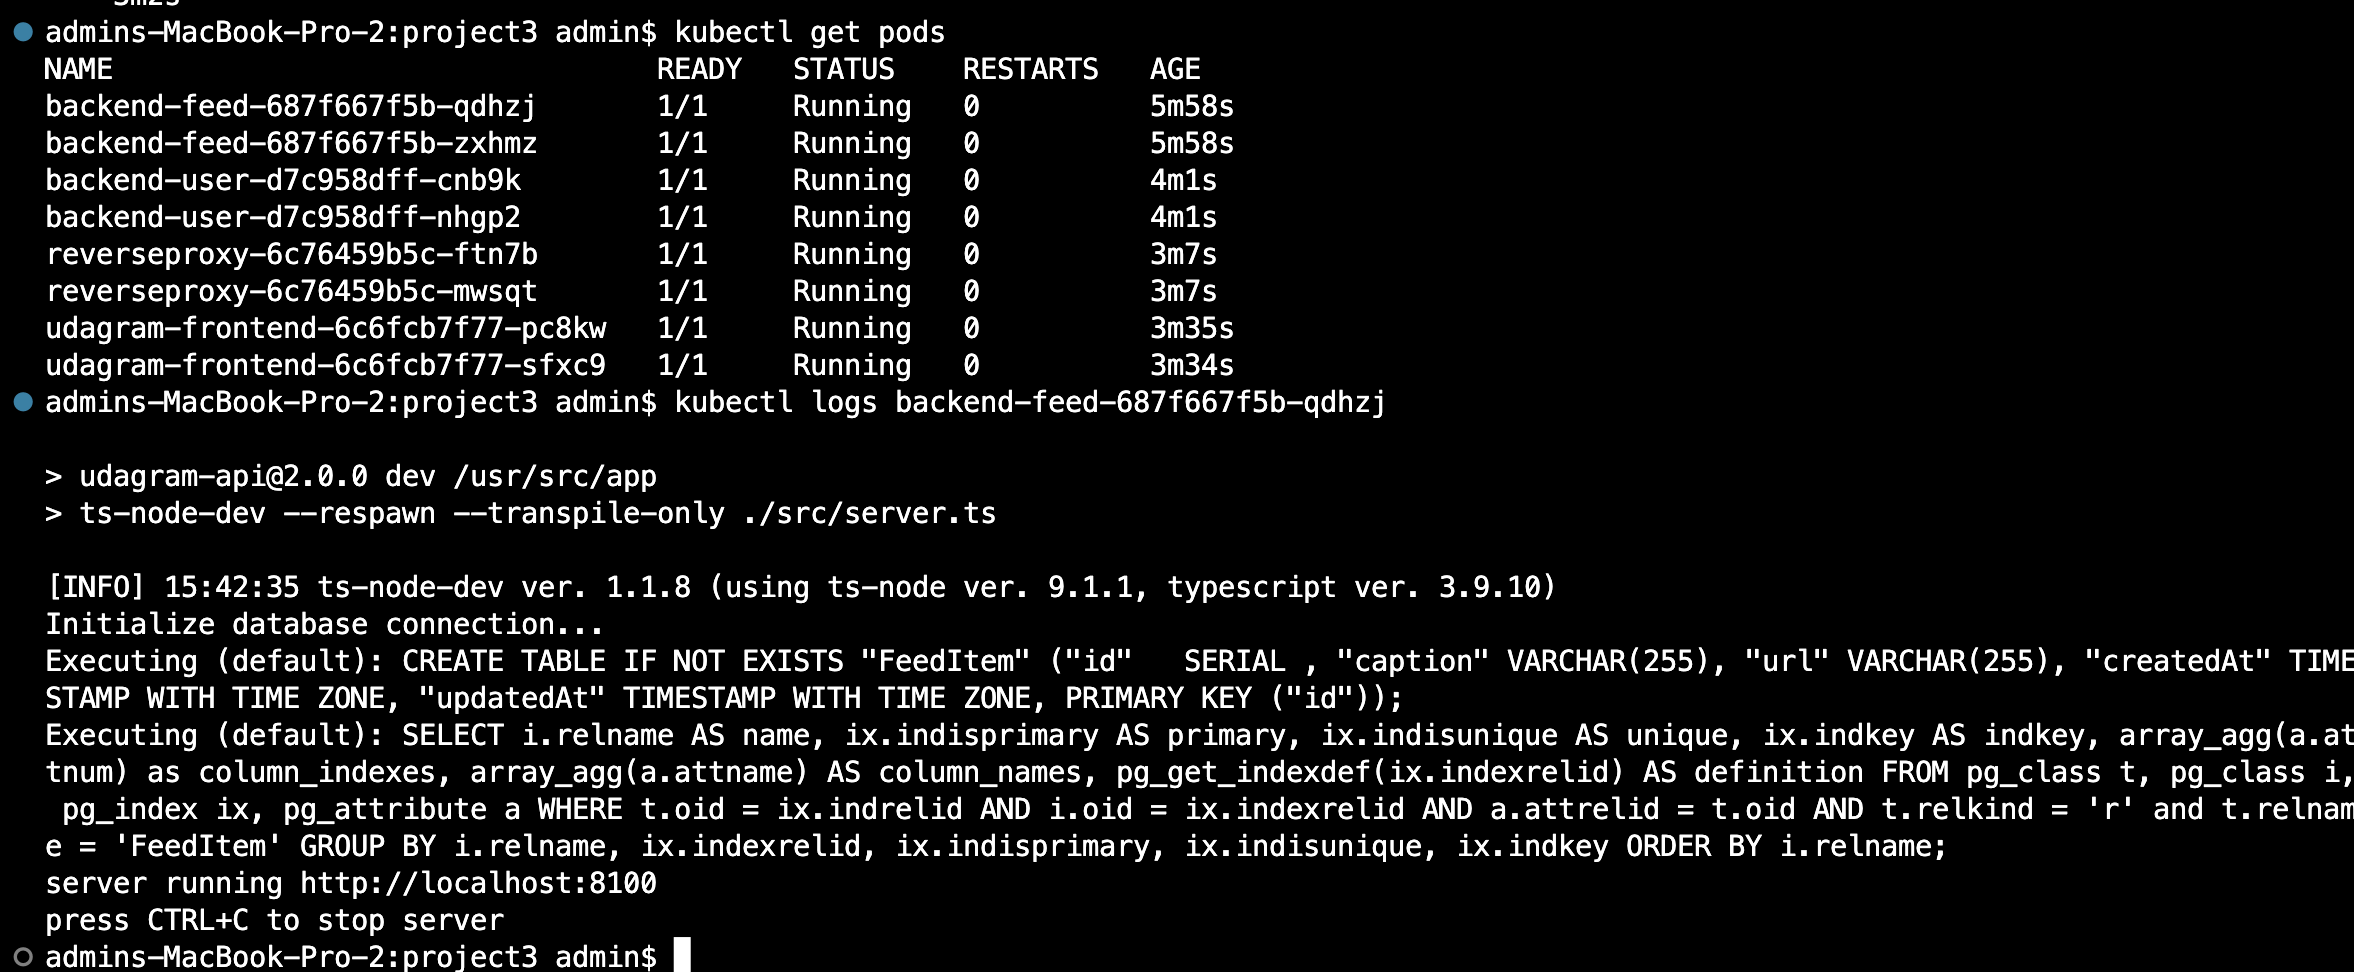 3m2s
admins-MacBook-Pro-2:project3 admin$ kubectl get pods
NAME READY STATUS RESTARTS AGE
backend-feed-687f667f5b-qdhzj 1/1 Running 0 5m58s
backend-feed-687f667f5b-zxhmz 1/1 Running 0 5m58s
backend-user-d7c958dff-cnb9k 1/1 Running 0 4m1s
backend-user-d7c958dff-nhgp2 1/1 Running 0 4m1s
reverseproxy-6c76459b5c-ftn7b 1/1 Running 0 3m7s
reverseproxy-6c76459b5c-mwsqt 1/1 Running 0 3m7s
udagram-frontend-6c6fcb7f77-pc8kw 1/1 Running 0 3m35s
udagram-frontend-6c6fcb7f77-sfxc9 1/1 Running 0 3m34s
admins-MacBook-Pro-2:project3 admin$ kubectl logs backend-feed-687f667f5b-qdhzj
> udagram-api@2.0.0 dev /usr/src/app
> ts-node-dev --respawn --transpile-only ./src/server.ts
[INFO] 15:42:35 ts-node-dev ver. 1.1.8 (using ts-node ver. 9.1.1, typescript ver. 3.9.10)
Initialize database connection...
Executing (default): CREATE TABLE IF NOT EXISTS "FeedItem" ("id"   SERIAL , "caption" VARCHAR(255), "url" VARCHAR(255), "createdAt" TIME
STAMP WITH TIME ZONE, "updatedAt" TIMESTAMP WITH TIME ZONE, PRIMARY KEY ("id"));
Executing (default): SELECT i.relname AS name, ix.indisprimary AS primary, ix.indisunique AS unique, ix.indkey AS indkey, array_agg(a.at
tnum) as column_indexes, array_agg(a.attname) AS column_names, pg_get_indexdef(ix.indexrelid) AS definition FROM pg_class t, pg_class i,
pg_index ix, pg_attribute a WHERE t.oid = ix.indrelid AND i.oid = ix.indexrelid AND a.attrelid = t.oid AND t.relkind = 'r' and t.relnam
e = 'FeedItem' GROUP BY i.relname, ix.indexrelid, ix.indisprimary, ix.indisunique, ix.indkey ORDER BY i.relname;
server running http://localhost:8100
press CTRL+C to stop server
admins-MacBook-Pro-2:project3 admin$